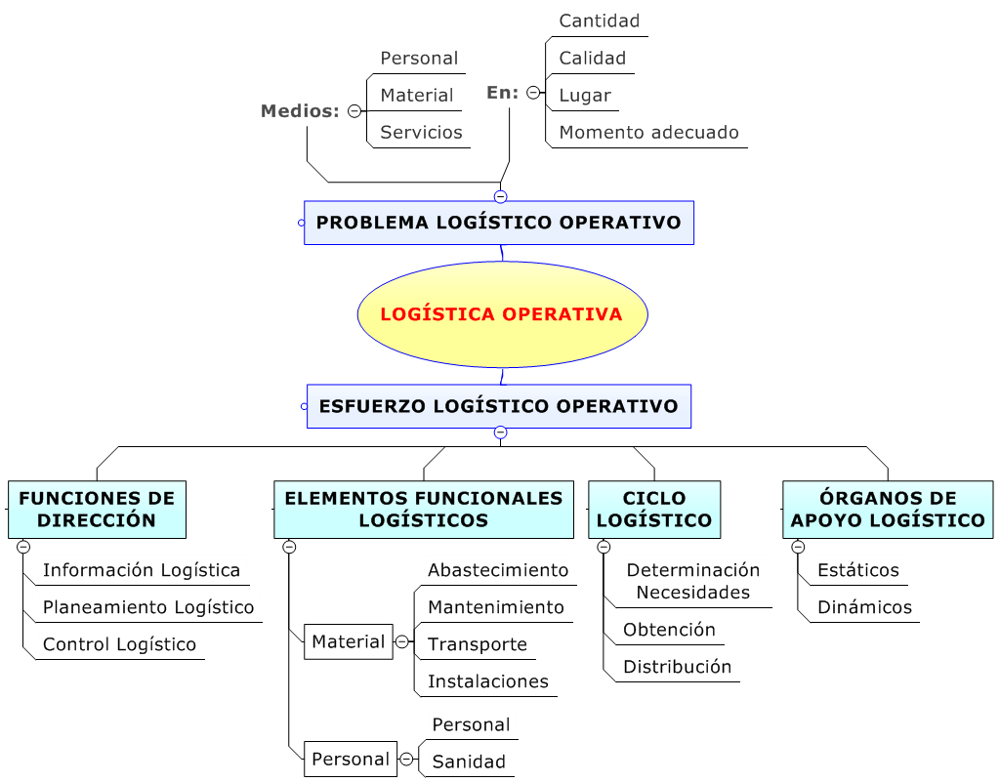 Medios:
Personal
Material
Servicios
En:
Cantidad
Calidad
Lugar
Momento adecuado
PROBLEMA LOGÍSTICO OPERATIVO
LOGÍSTICA OPERATIVA
ESFUERZO LOGÍSTICO OPERATIVO
FUNCIONES DE
DIRECCIÓN
Información Logística
Planeamiento Logístico
Control Logístico
ELEMENTOS FUNCIONALES
LOGÍSTICOS
Material
Abastecimiento
Mantenimiento
Transporte
Instalaciones
Personal
Personal
Sanidad
CICLO
LOGÍSTICO
Determinación
Necesidades
Obtención
Distribución
ÓRGANOS DE
APOYO LOGÍSTICO
Estáticos
Dinámicos